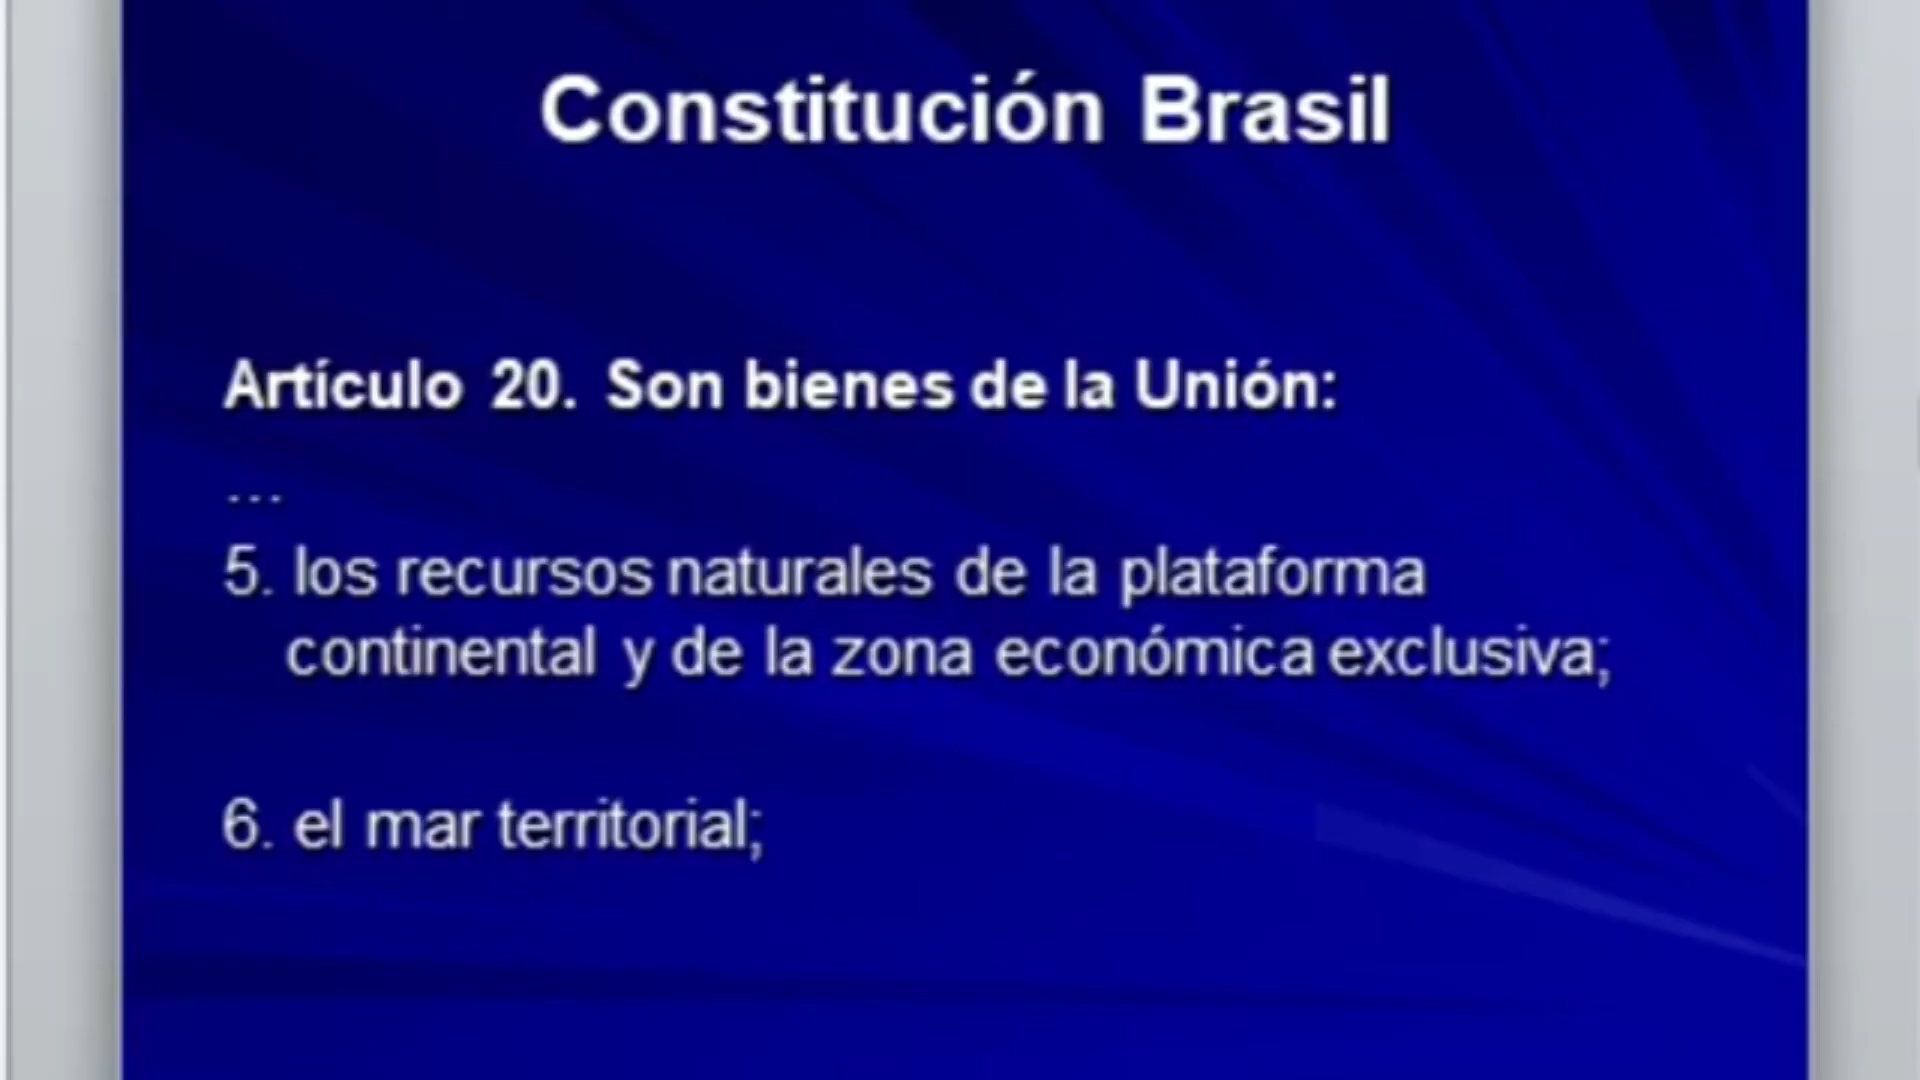 Constitución Brasil
Artículo 20. Son bienes de la Unión:
...
5. los recursos naturales de la plataforma
continental y de la zona económica exclusiva;
6. el mar territorial;